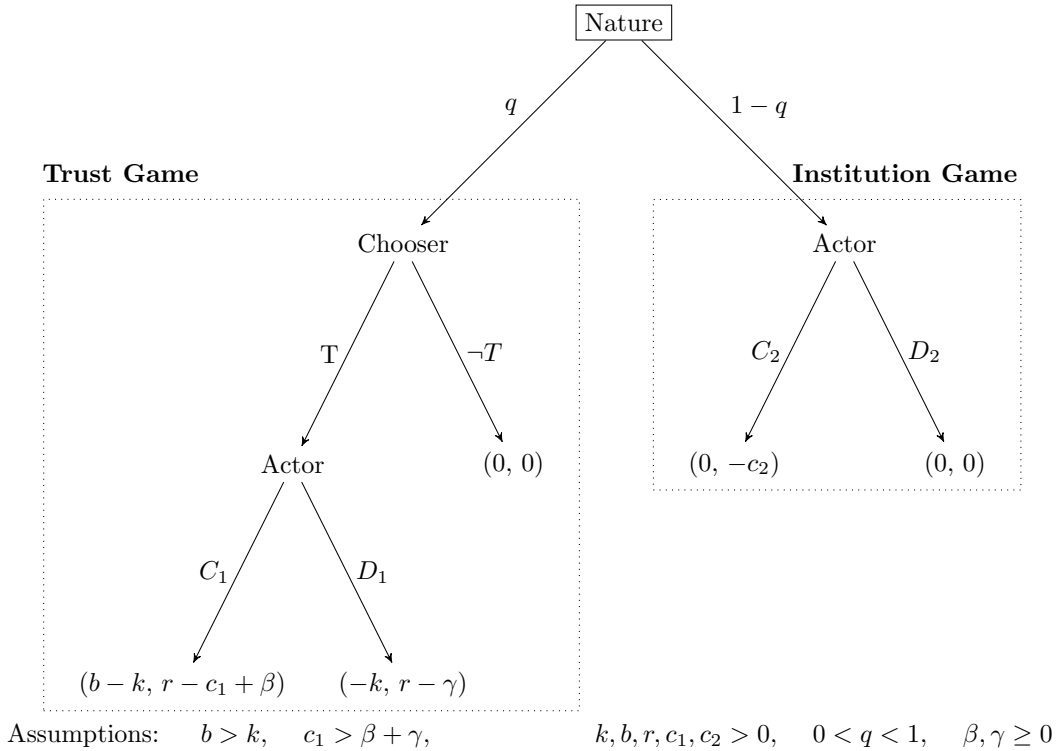 Nature
q
1 − q
Trust Game
Institution Game
Chooser
Actor
T
¬T
C₂
D₂
Actor
(0, 0)
(0, −c₂)
(0, 0)
C₁
D₁
(b − k, r − c₁ + β)
(−k, r − γ)
Assumptions: b > k, c₁ > β + γ, k, b, r, c₁, c₂ > 0, 0 < q < 1, β, γ ≥ 0